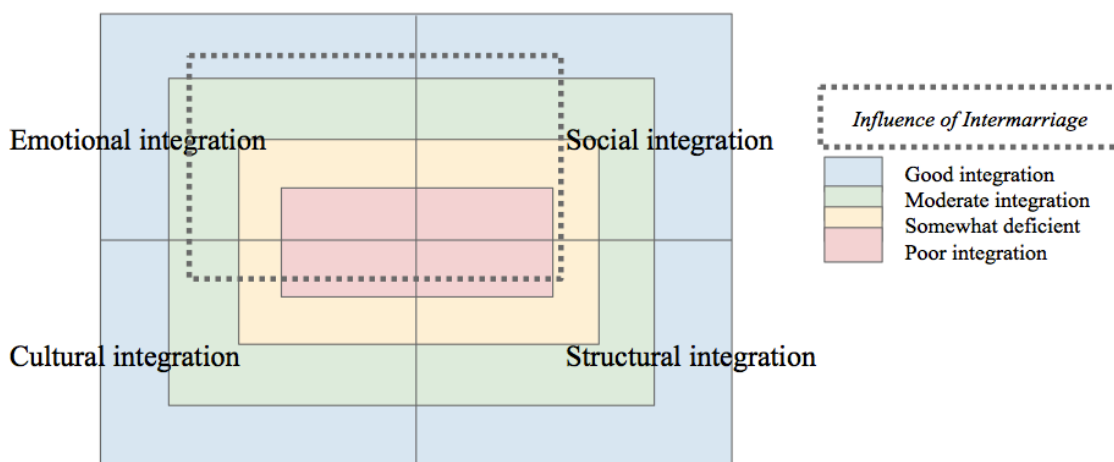 Emotional integration
Social integration
Cultural integration
Structural integration
Influence of Intermarriage
Good integration
Moderate integration
Somewhat deficient
Poor integration